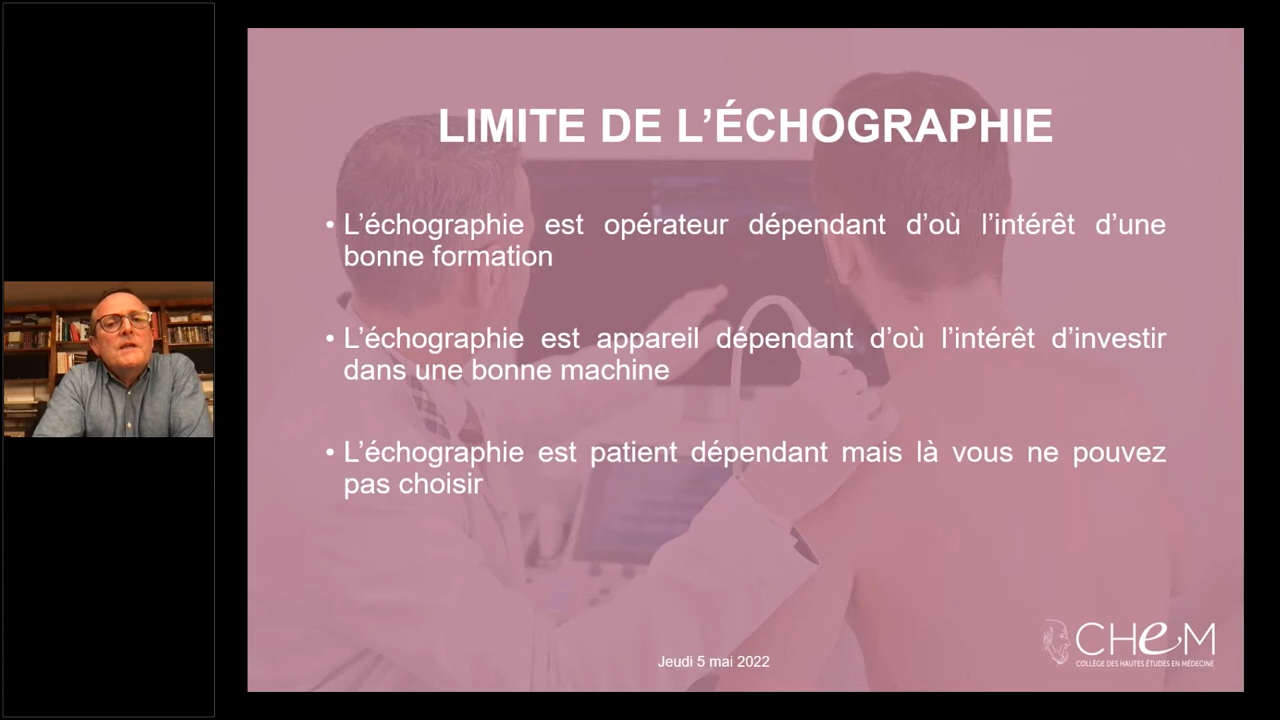 LIMITE DE L’ÉCHOGRAPHIE
• L’échographie est opérateur dépendant d’où l’intérêt d’une
bonne formation
• L’échographie est appareil dépendant d’où l’intérêt d’investir
dans une bonne machine
• L’échographie est patient dépendant mais là vous ne pouvez
pas choisir
Jeudi 5 mai 2022
CHeM
COLLÈGE DES HAUTES ÉTUDES EN MÉDECINE